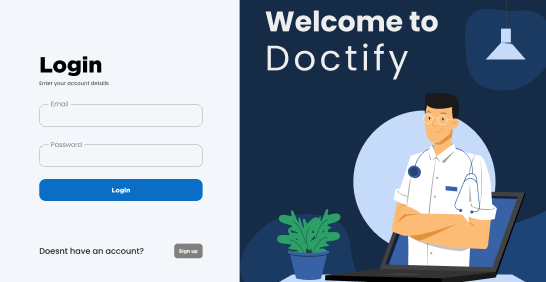 Login
Enter your account details
Email
Password
Login
Doesnt have an account?
Sign up
Welcome to
Doctify